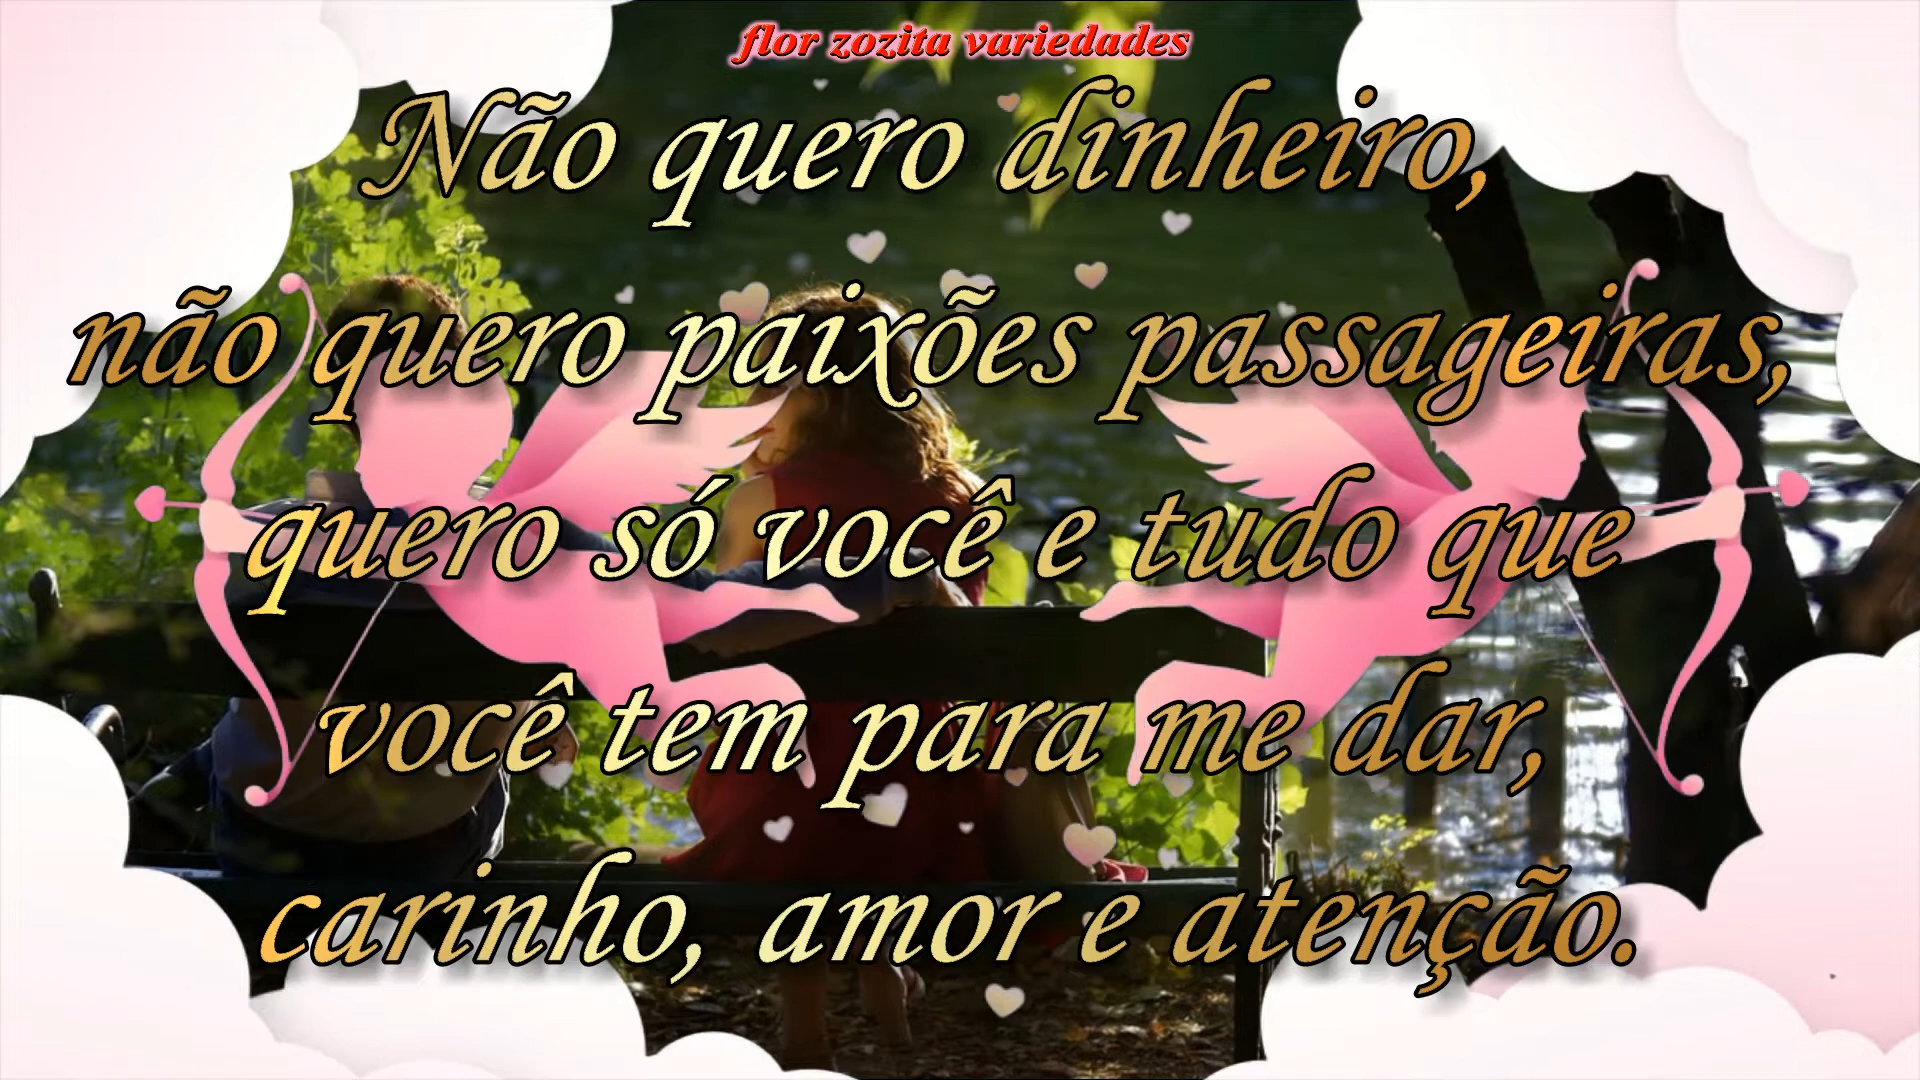 flor zozita variedades
Não quero dinheiro,
não quero paixões passageiras,
quero só você e tudo que
você tem para me dar,
carinho, amor e atenção.